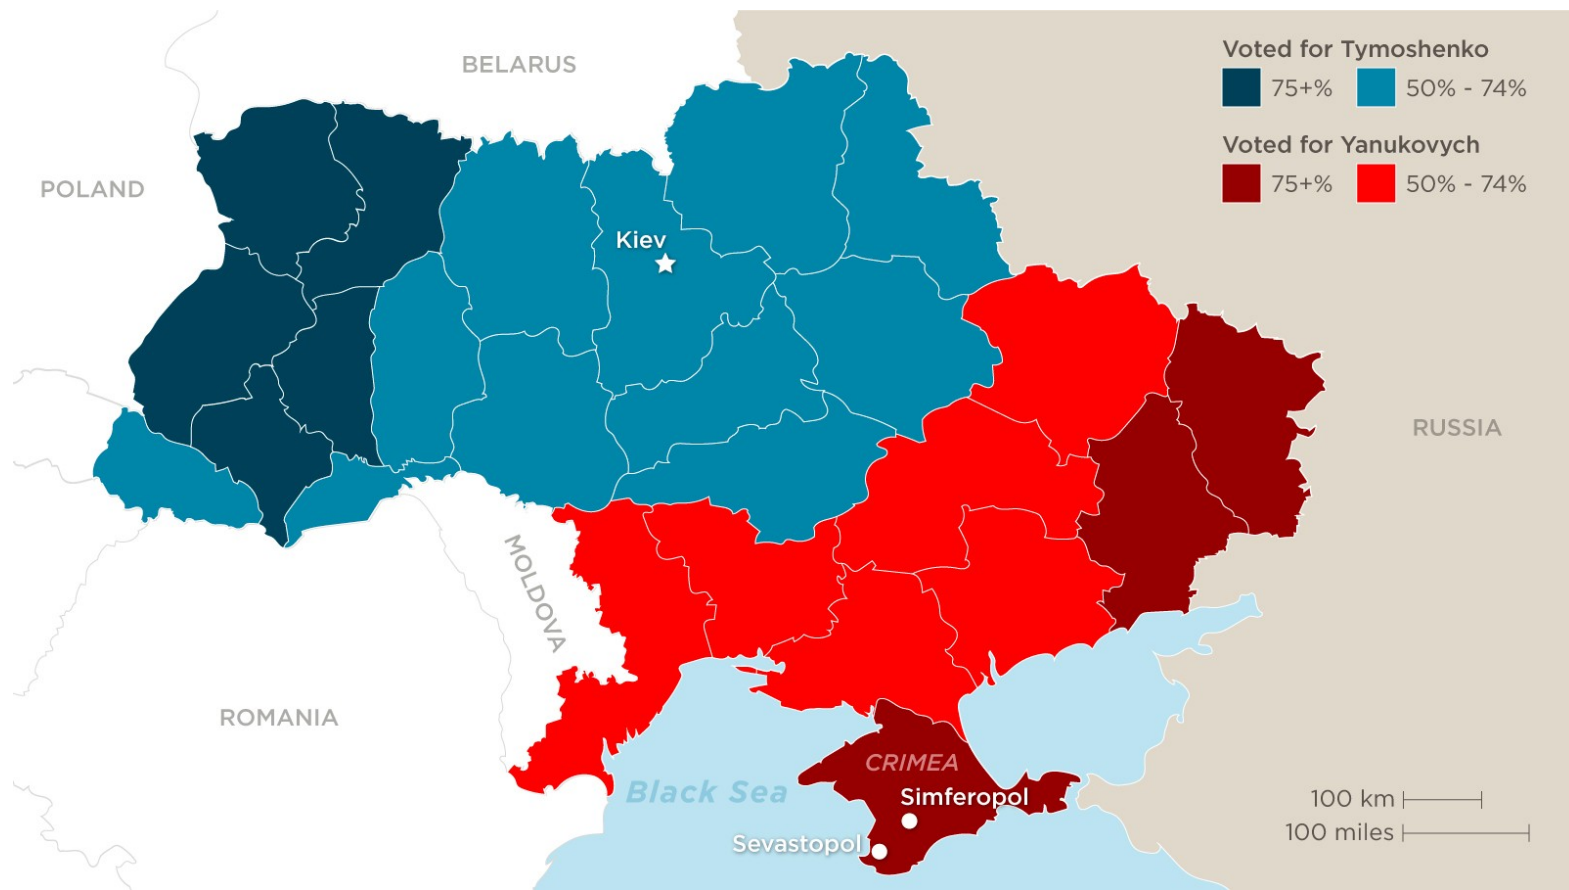 Voted for Tymoshenko
75+% 50% - 74%
Voted for Yanukovych
75+% 50% - 74%
BELARUS
POLAND
Kiev
RUSSIA
MOLDOVA
ROMANIA
CRIMEA
Black Sea
Simferopol
Sevastopol
100 km
100 miles